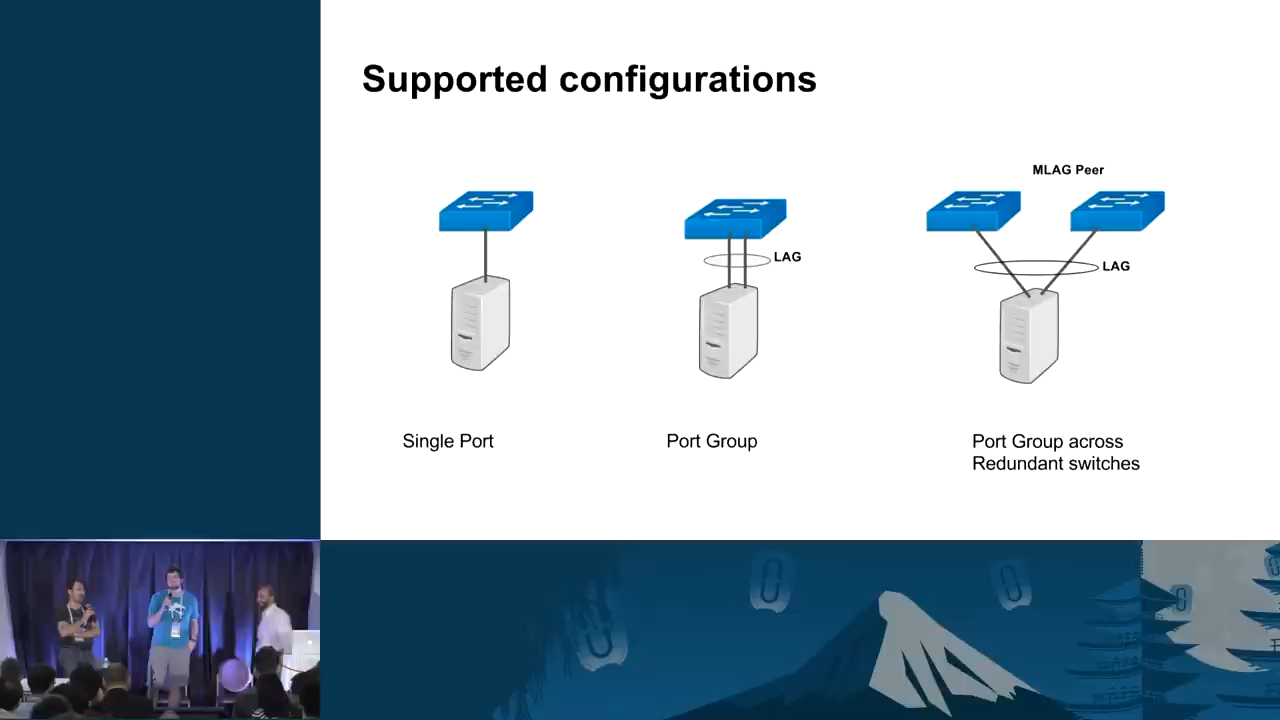 Supported configurations
MLAG Peer
LAG
LAG
Single Port
Port Group
Port Group across
Redundant switches